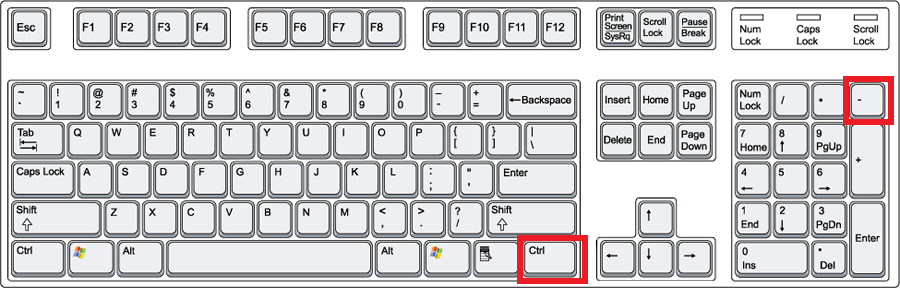 Esc F1 F2 F3 F4 F5 F6 F7 F8 F9 F10 F11 F12 Print Screen SysRq Scroll Lock Pause Break Num Lock Caps Lock Scroll Lock
~ ` ! 1 @ 2 # 3 $ 4 % 5 ^ 6 & 7 * 8 ( 9 ) 0 – - + = ←Backspace Insert Home Page Up Num Lock / * -
Tab Q W E R T Y U I O P { [ } ] | \ Delete End Page Down 7 Home 8 ↑ 9 PgUp +
Caps Lock A S D F G H J K L : ; " ' Enter 4 ← 5 6 →
Shift Z X C V B N M < , > . ? / Shift ↑ 1 End 2 ↓ 3 PgDn Enter
Ctrl Alt Alt Ctrl ← ↓ → 0 Ins . Del